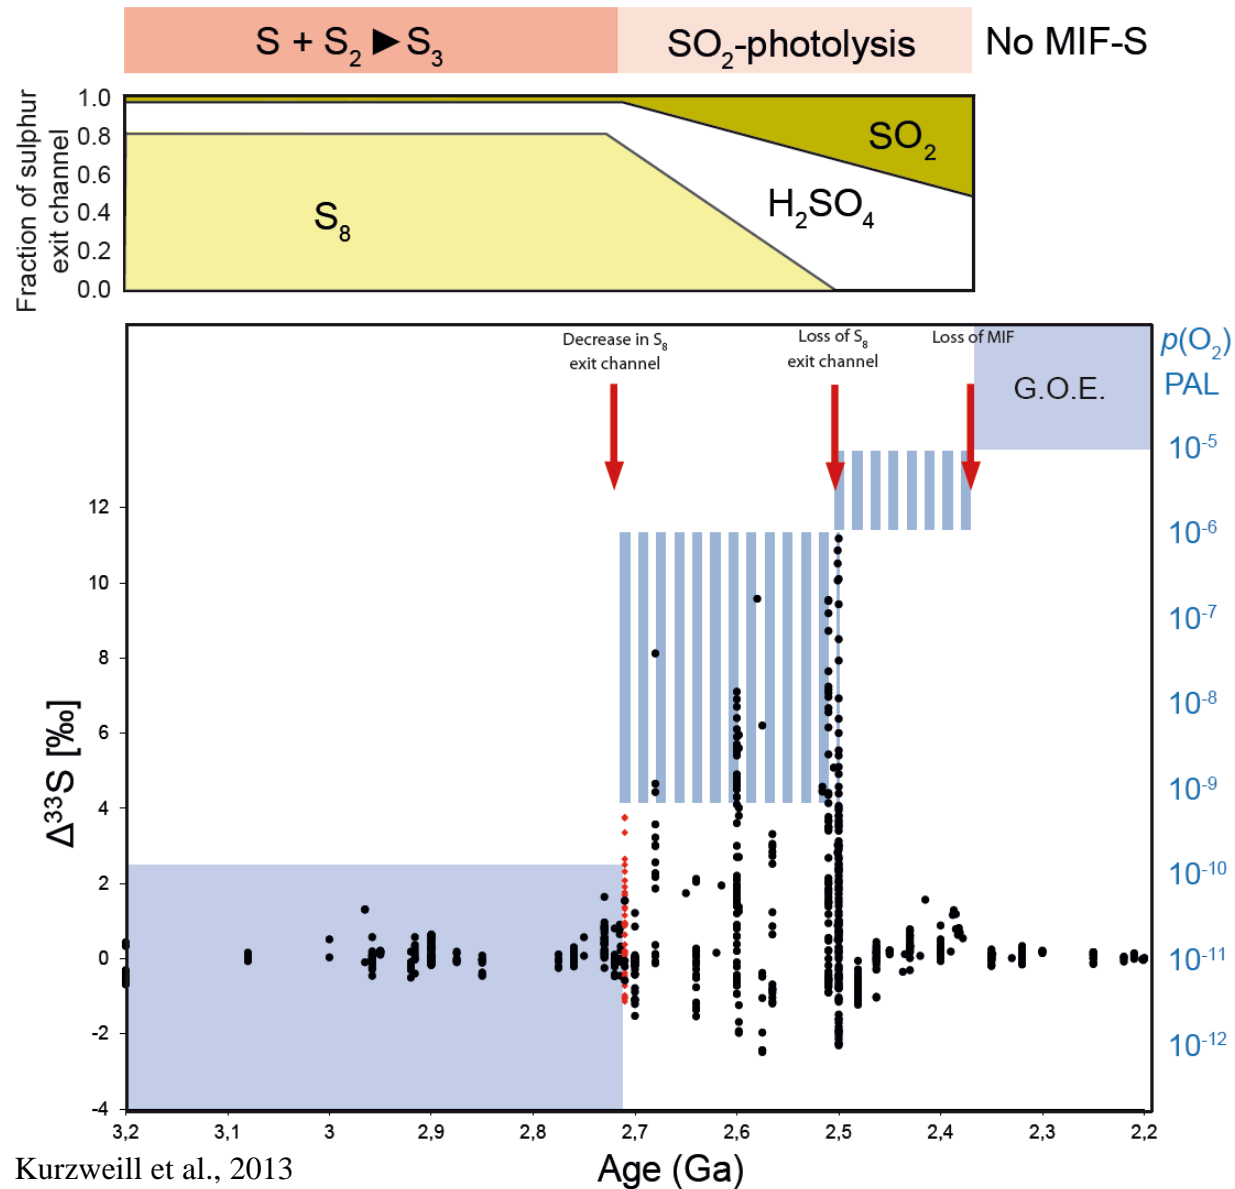 S + S₂ ▶ S₃
SO₂-photolysis
No MIF-S
Fraction of sulphur
exit channel
1.0
0.8
0.6
0.4
0.2
0.0
SO₂
H₂SO₄
S₈
Decrease in S₈
exit channel
Loss of S₈
exit channel
Loss of MIF
G.O.E.
p(O₂)
PAL
10⁻⁵
10⁻⁶
10⁻⁷
10⁻⁸
10⁻⁹
10⁻¹⁰
10⁻¹¹
10⁻¹²
Δ³³S [‰]
12
10
8
6
4
2
0
-2
-4
3,2
3,1
3
2,9
2,8
2,7
2,6
2,5
2,4
2,3
2,2
Age (Ga)
Kurzweill et al., 2013